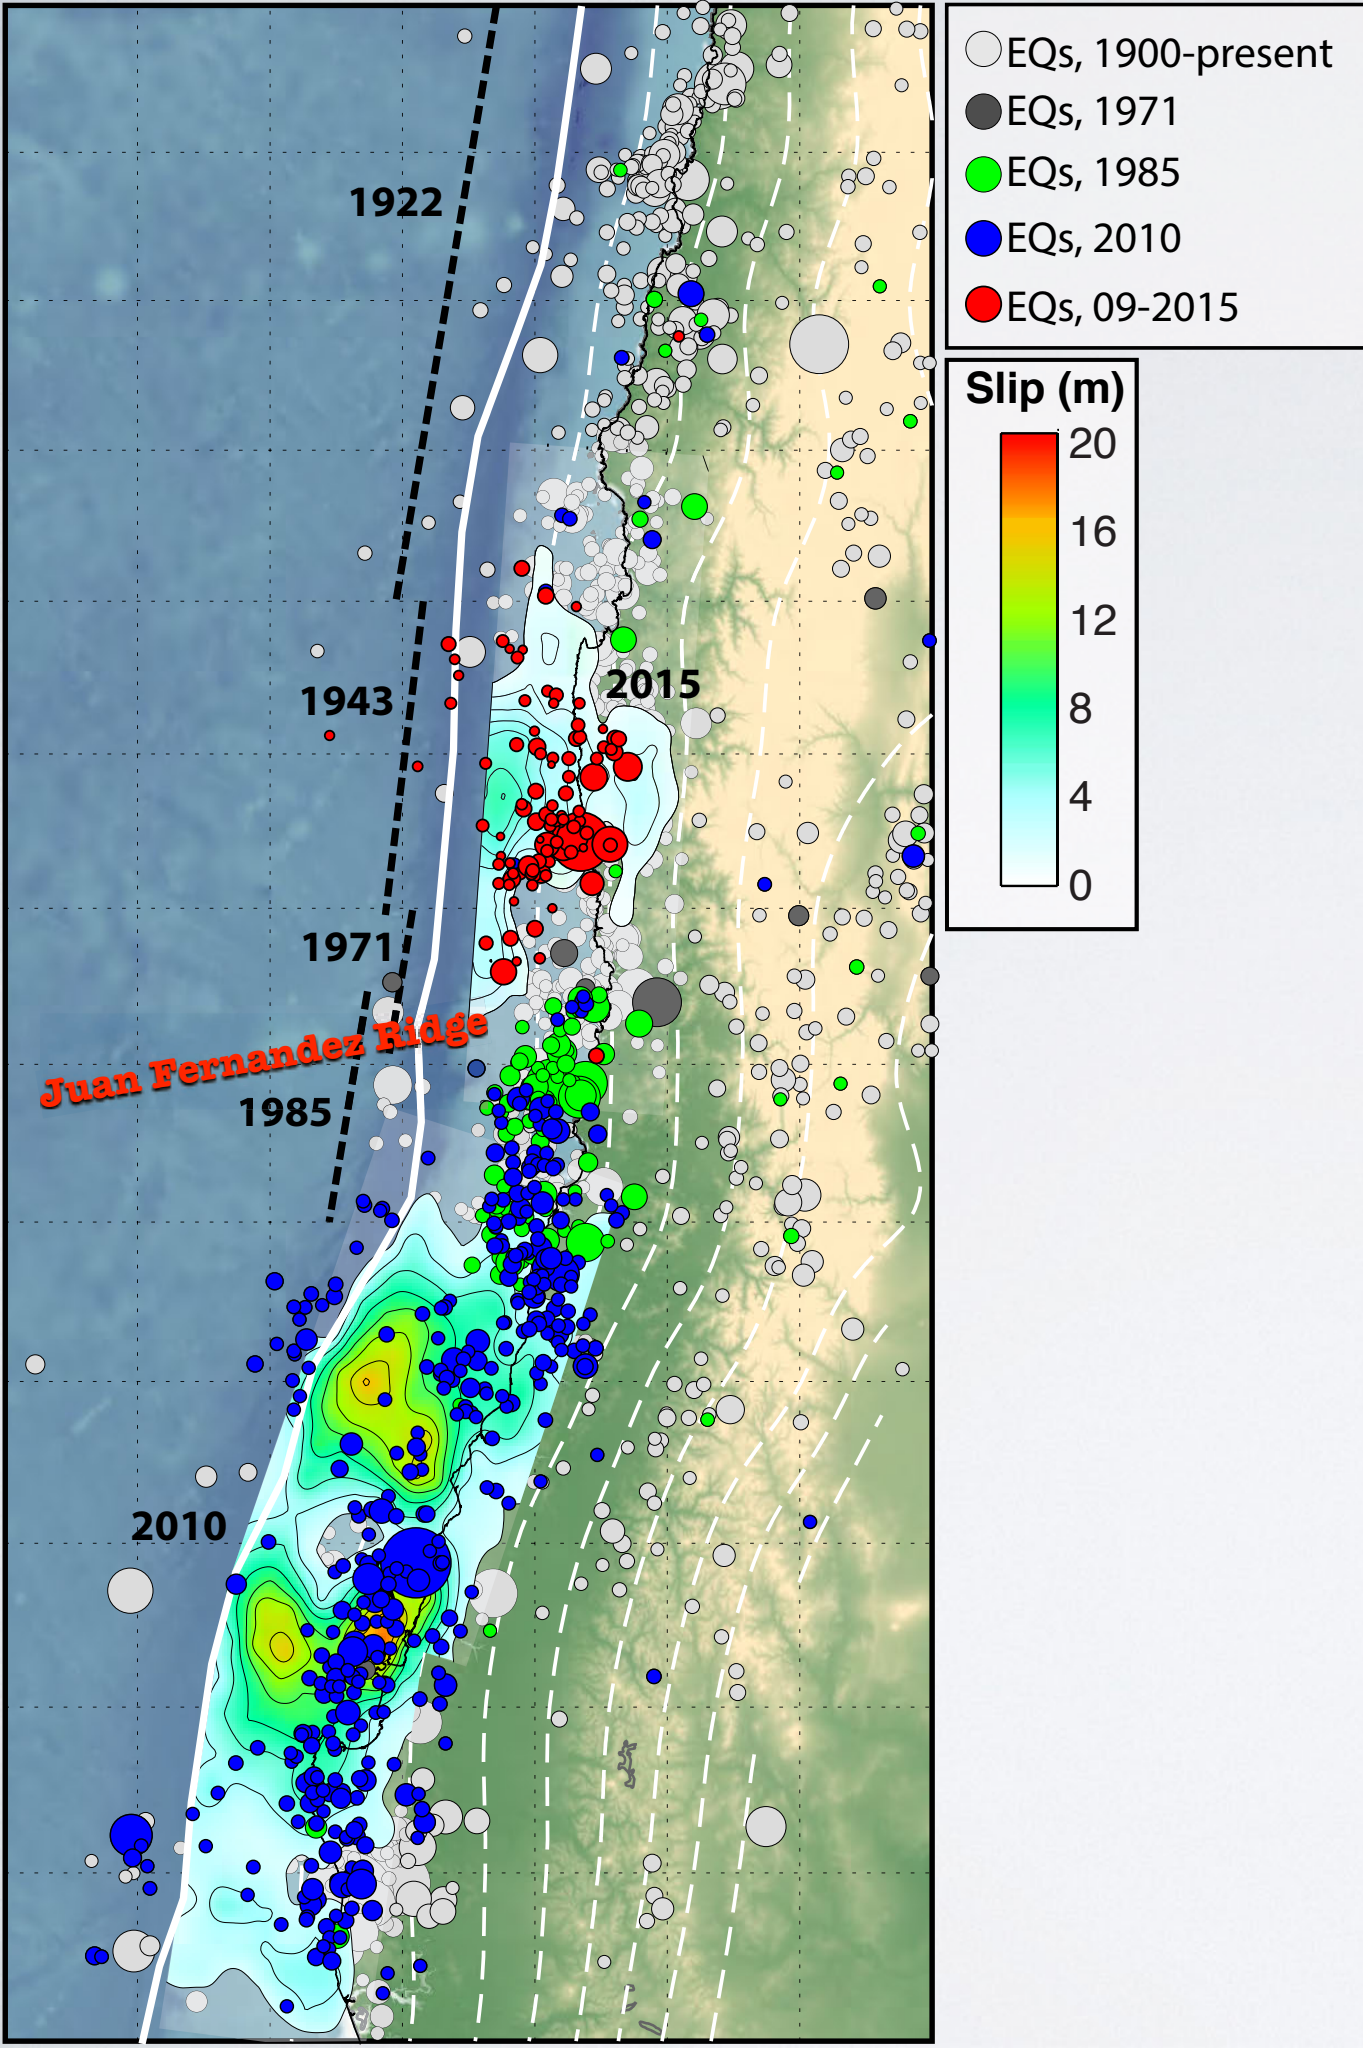 EQs, 1900-present
EQs, 1971
EQs, 1985
EQs, 2010
EQs, 09-2015
Slip (m)
20
16
12
8
4
0
1922
2015
1943
1971
Juan Fernandez Ridge
1985
2010